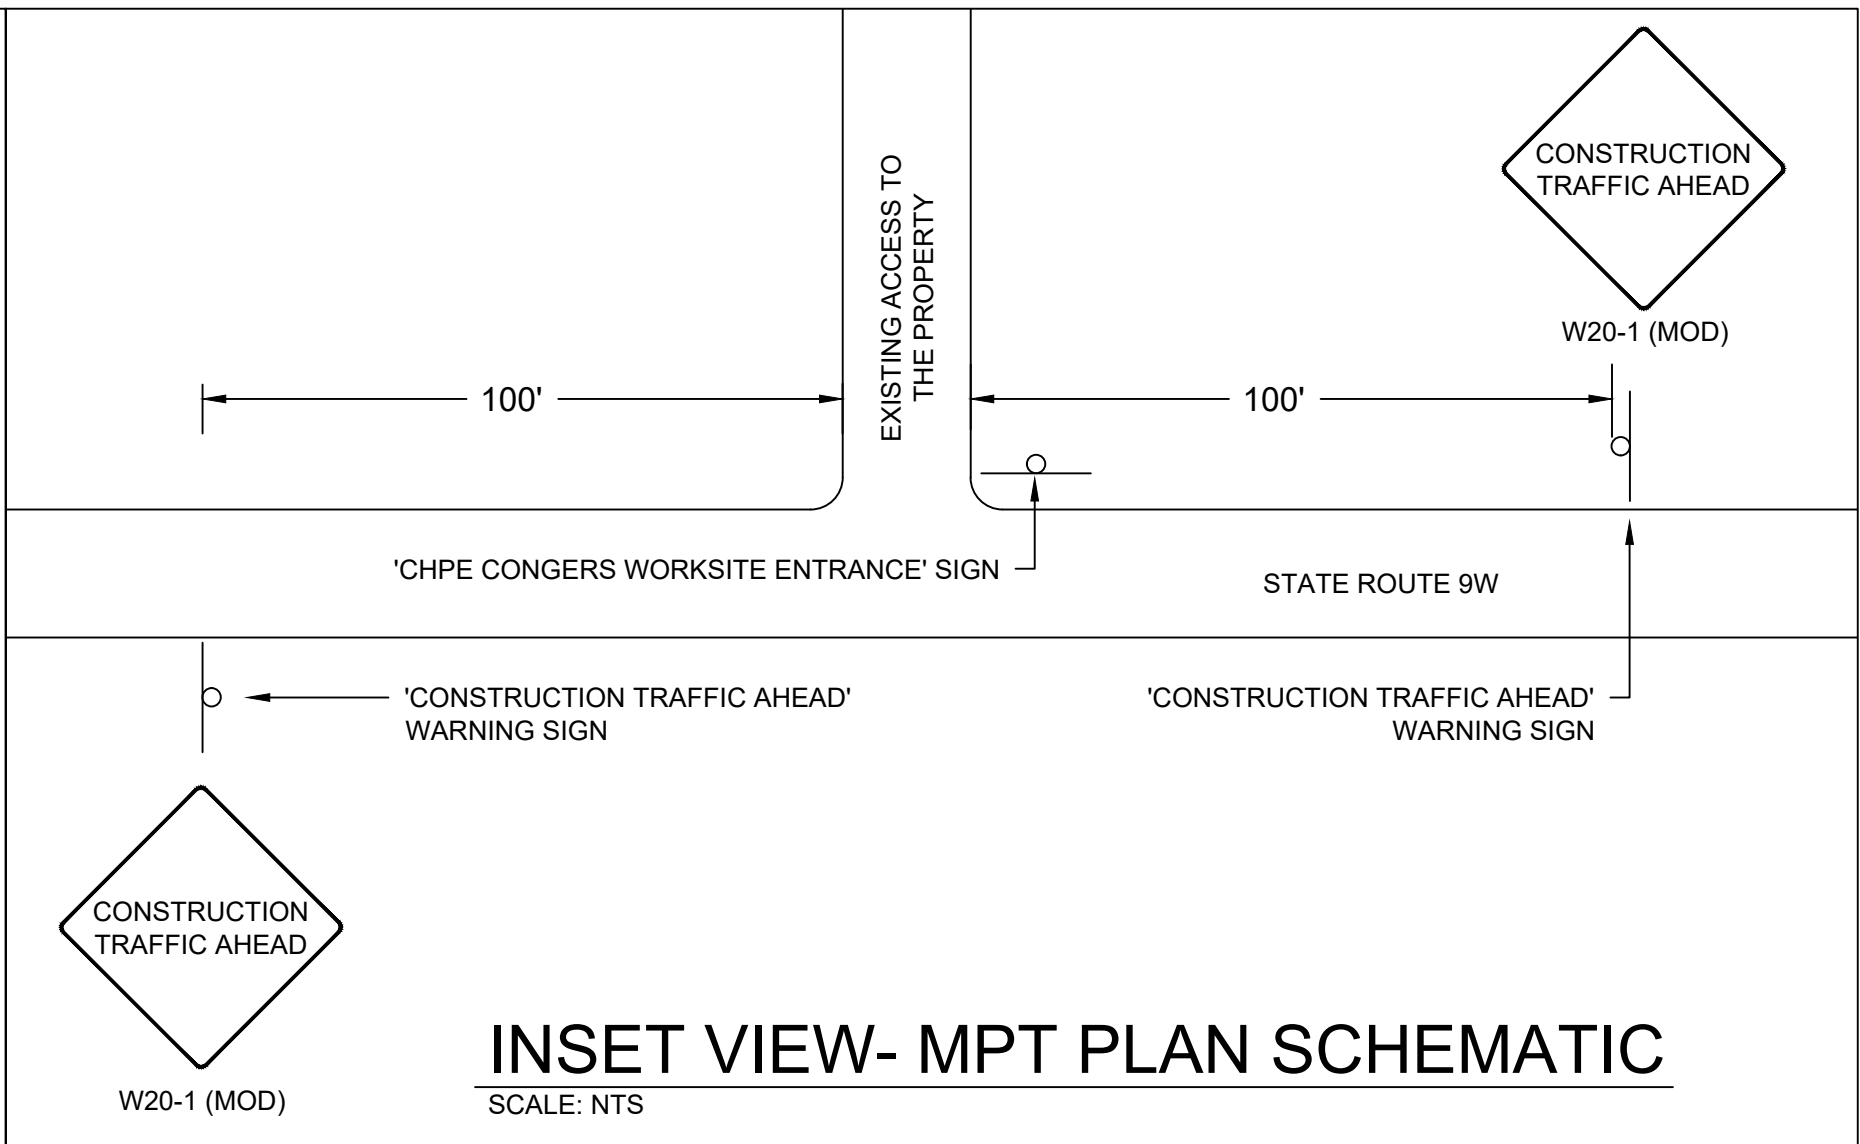 CONSTRUCTION
TRAFFIC AHEAD
W20-1 (MOD)
EXISTING ACCESS TO
THE PROPERTY
100'
100'
'CHPE CONGERS WORKSITE ENTRANCE' SIGN
STATE ROUTE 9W
'CONSTRUCTION TRAFFIC AHEAD'
WARNING SIGN
'CONSTRUCTION TRAFFIC AHEAD'
WARNING SIGN
CONSTRUCTION
TRAFFIC AHEAD
W20-1 (MOD)
INSET VIEW- MPT PLAN SCHEMATIC
SCALE: NTS